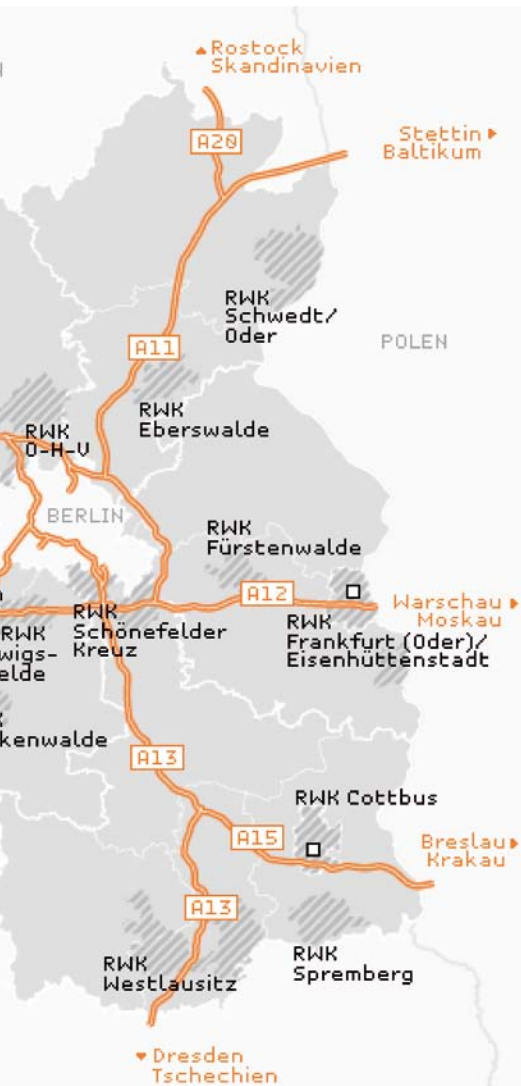 Rostock
Skandinavien
A20
Stettin
Baltikum
RWK
Schwedt/
Oder
POLEN
A11
RWK
Eberswalde
RWK
O-H-V
BERLIN
RWK
Fürstenwalde
A12
Warschau
Moskau
RWK
Schönefelder
Kreuz
RWK
Frankfurt (Oder)/
Eisenhüttenstadt
RWK
wigs-
elde
kenwalde
A13
RWK Cottbus
A15
Breslau
Krakau
A13
RWK
Westlausitz
RWK
Spremberg
Dresden
Tschechien